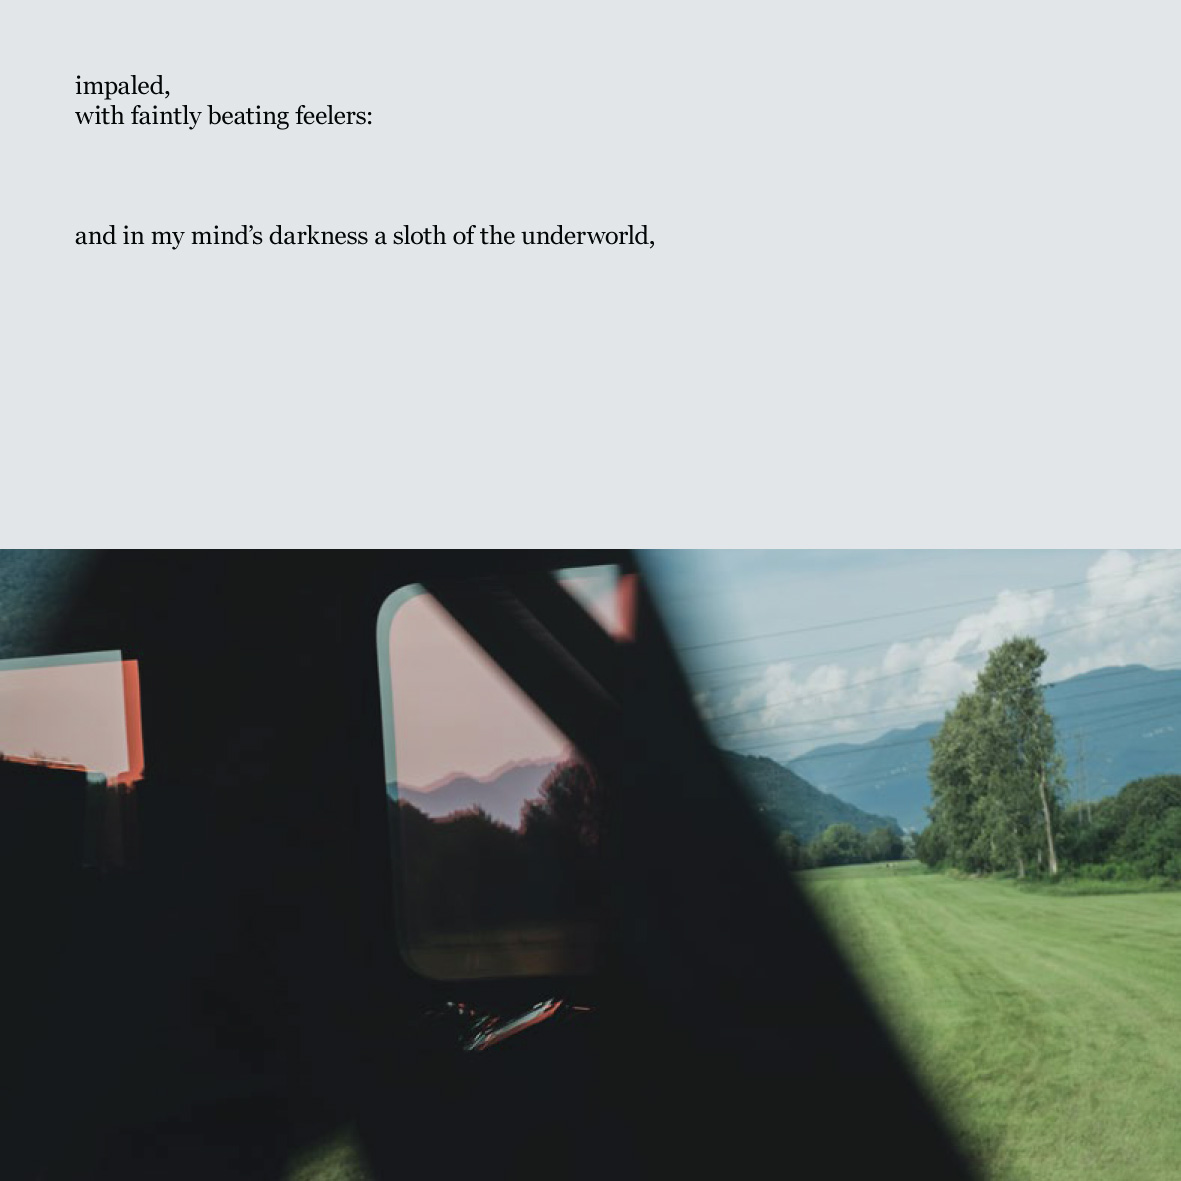 impaled,
with faintly beating feelers:
and in my mind’s darkness a sloth of the underworld,